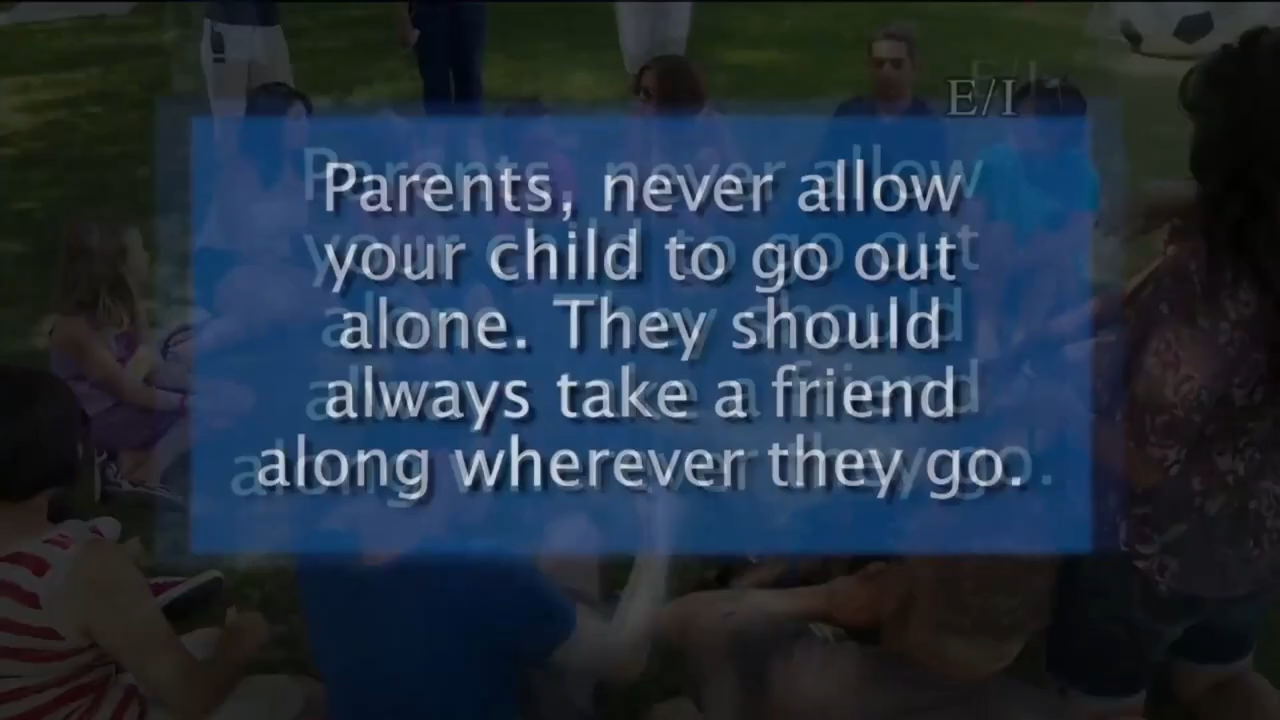 E/I
Parents, never allow
your child to go out
alone. They should
always take a friend
along wherever they go.